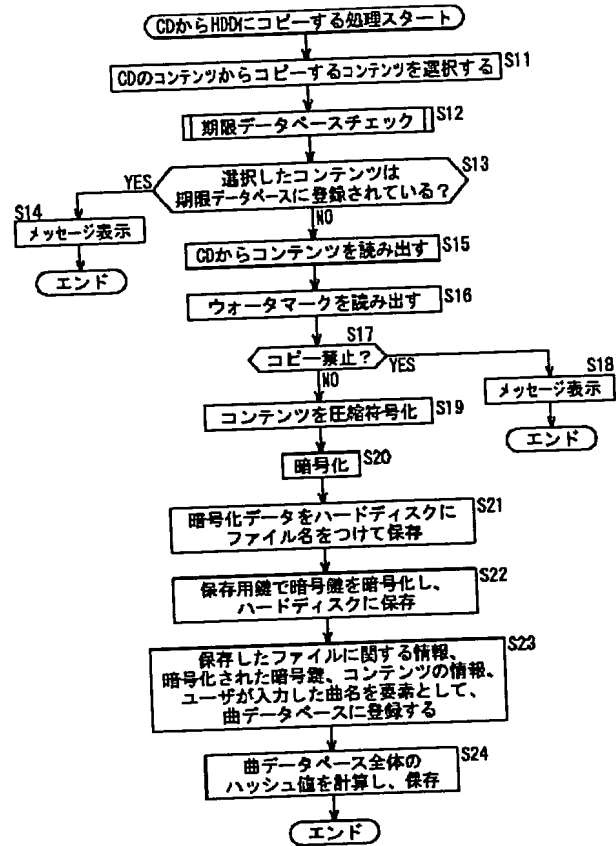 CDからHDDにコピーする処理スタート
CDのコンテンツからコピーするコンテンツを選択する
S11
期限データベースチェック
S12
選択したコンテンツは
期限データベースに登録されている?
S13
YES
NO
S14
メッセージ表示
エンド
CDからコンテンツを読み出す
S15
ウォータマークを読み出す
S16
S17
コピー禁止?
YES
NO
S18
メッセージ表示
エンド
コンテンツを圧縮符号化
S19
暗号化
S20
暗号化データをハードディスクに
ファイル名をつけて保存
S21
保存用鍵で暗号鍵を暗号化し、
ハードディスクに保存
S22
保存したファイルに関する情報、
暗号化された暗号鍵、コンテンツの情報、
ユーザが入力した曲名を要素として、
曲データベースに登録する
S23
曲データベース全体の
ハッシュ値を計算し、保存
S24
エンド